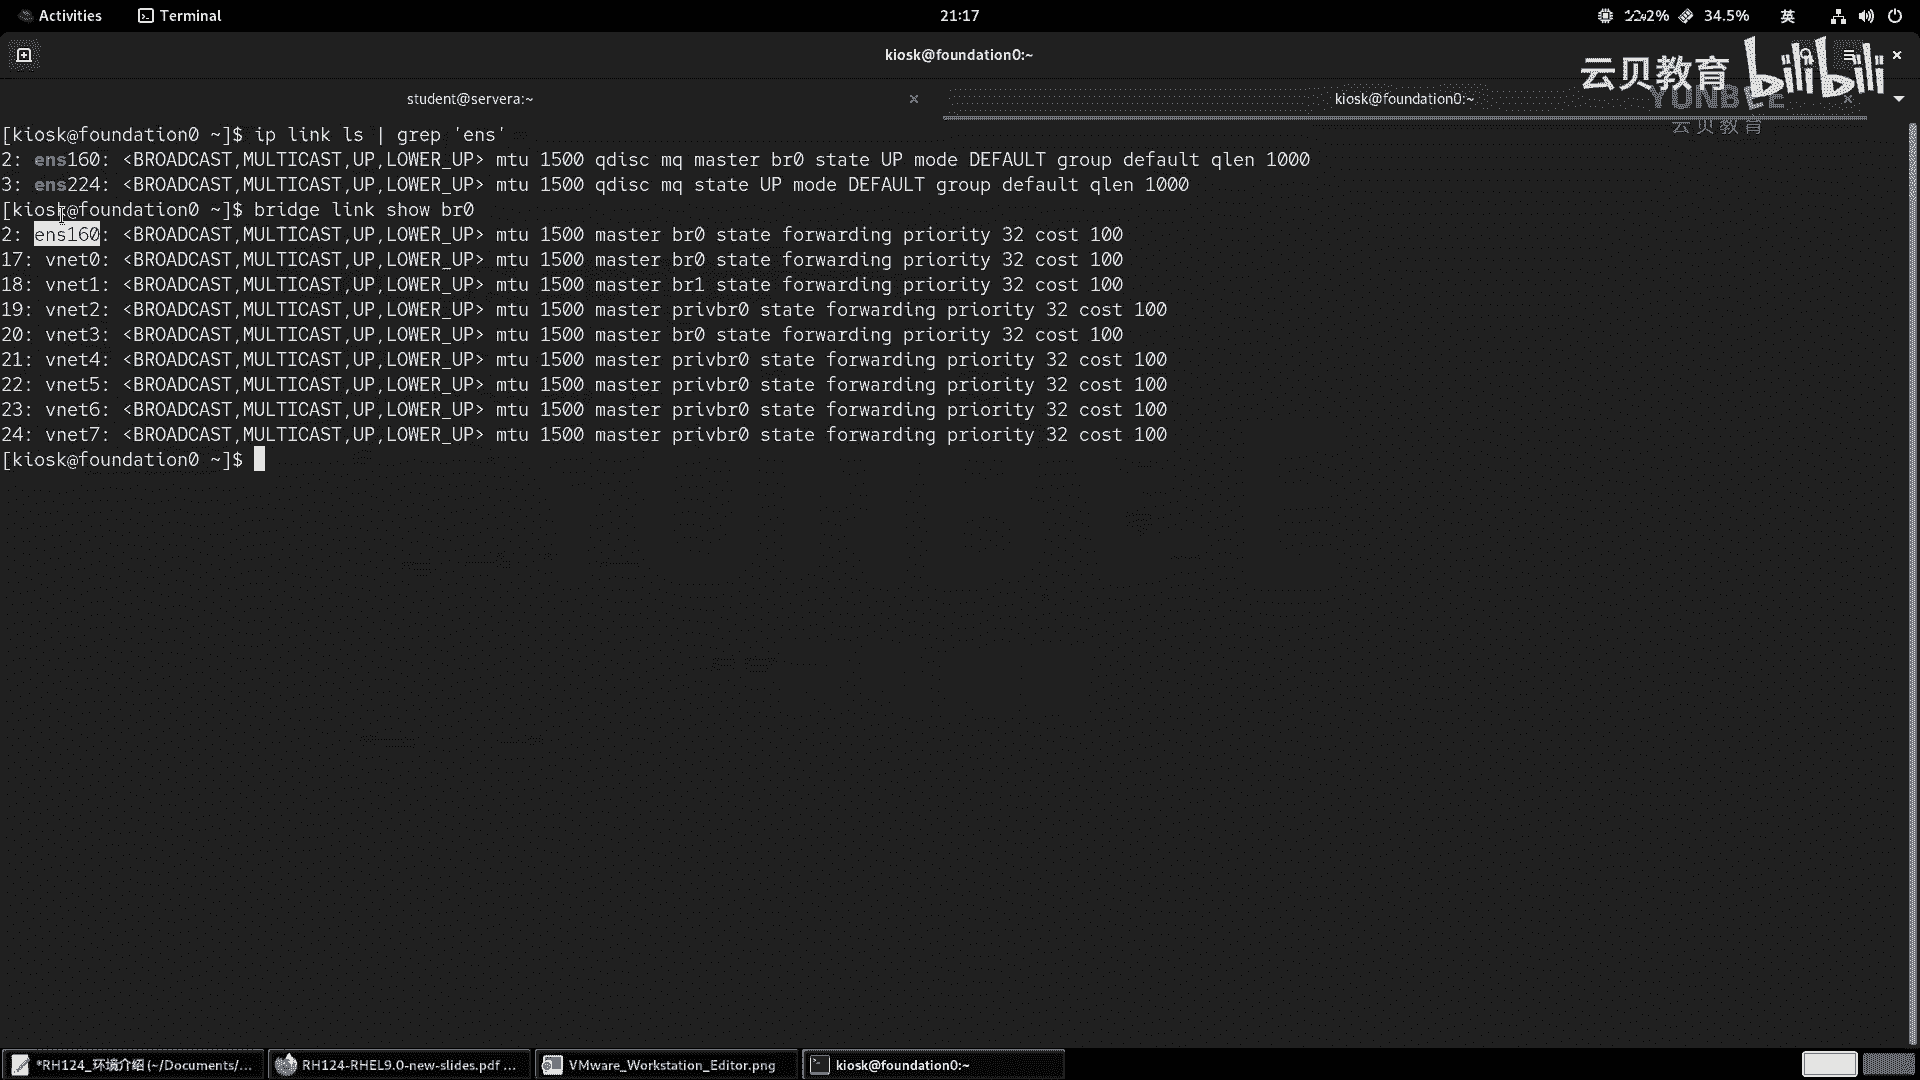 Activities Terminal 21:17 12.2% 34.5% 英
kiosk@foundation0:~
云贝教育 bilibili
student@servera:~ kiosk@foundation0:~
YUNBEE
云贝教育
[kiosk@foundation0 ~]$ ip link ls | grep 'ens'
2: ens160: <BROADCAST,MULTICAST,UP,LOWER_UP> mtu 1500 qdisc mq master br0 state UP mode DEFAULT group default qlen 1000
3: ens224: <BROADCAST,MULTICAST,UP,LOWER_UP> mtu 1500 qdisc mq state UP mode DEFAULT group default qlen 1000
[kiosk@foundation0 ~]$ bridge link show br0
2: ens160: <BROADCAST,MULTICAST,UP,LOWER_UP> mtu 1500 master br0 state forwarding priority 32 cost 100
17: vnet0: <BROADCAST,MULTICAST,UP,LOWER_UP> mtu 1500 master br0 state forwarding priority 32 cost 100
18: vnet1: <BROADCAST,MULTICAST,UP,LOWER_UP> mtu 1500 master br1 state forwarding priority 32 cost 100
19: vnet2: <BROADCAST,MULTICAST,UP,LOWER_UP> mtu 1500 master privbr0 state forwarding priority 32 cost 100
20: vnet3: <BROADCAST,MULTICAST,UP,LOWER_UP> mtu 1500 master br0 state forwarding priority 32 cost 100
21: vnet4: <BROADCAST,MULTICAST,UP,LOWER_UP> mtu 1500 master privbr0 state forwarding priority 32 cost 100
22: vnet5: <BROADCAST,MULTICAST,UP,LOWER_UP> mtu 1500 master privbr0 state forwarding priority 32 cost 100
23: vnet6: <BROADCAST,MULTICAST,UP,LOWER_UP> mtu 1500 master privbr0 state forwarding priority 32 cost 100
24: vnet7: <BROADCAST,MULTICAST,UP,LOWER_UP> mtu 1500 master privbr0 state forwarding priority 32 cost 100
[kiosk@foundation0 ~]$
*RH124_环境介绍 (~/Documents/... RH124-RHEL9.0-new-slides.pdf ... VMware_Workstation_Editor.png kiosk@foundation0:~